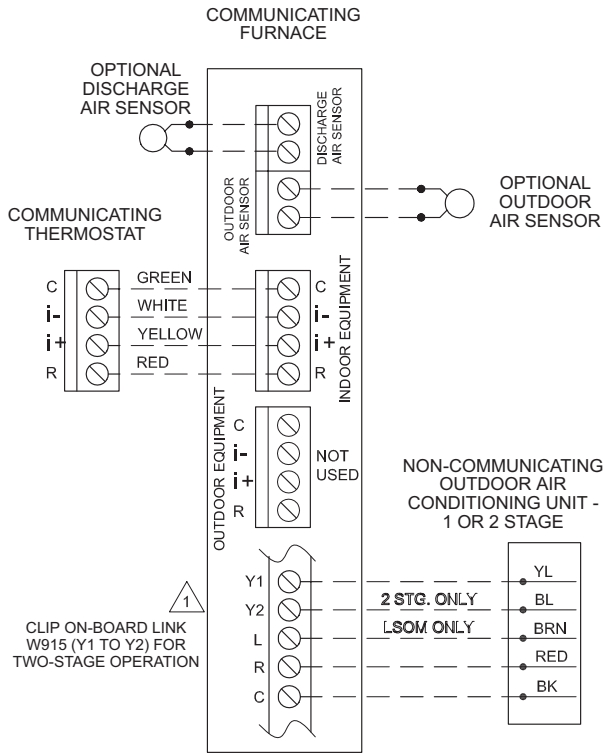 COMMUNICATING
FURNACE
OPTIONAL
DISCHARGE
AIR SENSOR
DISCHARGE
AIR SENSOR
OUTDOOR
AIR SENSOR
OPTIONAL
OUTDOOR
AIR SENSOR
COMMUNICATING
THERMOSTAT
C GREEN C
i- WHITE i-
i+ YELLOW i+
R RED R
INDOOR EQUIPMENT
OUTDOOR EQUIPMENT
C
i-
i+
R
NOT
USED
NON-COMMUNICATING
OUTDOOR AIR
CONDITIONING UNIT -
1 OR 2 STAGE
1
CLIP ON-BOARD LINK
W915 (Y1 TO Y2) FOR
TWO-STAGE OPERATION
Y1 YL
Y2 2 STG. ONLY BL
L LSOM ONLY BRN
R RED
C BK